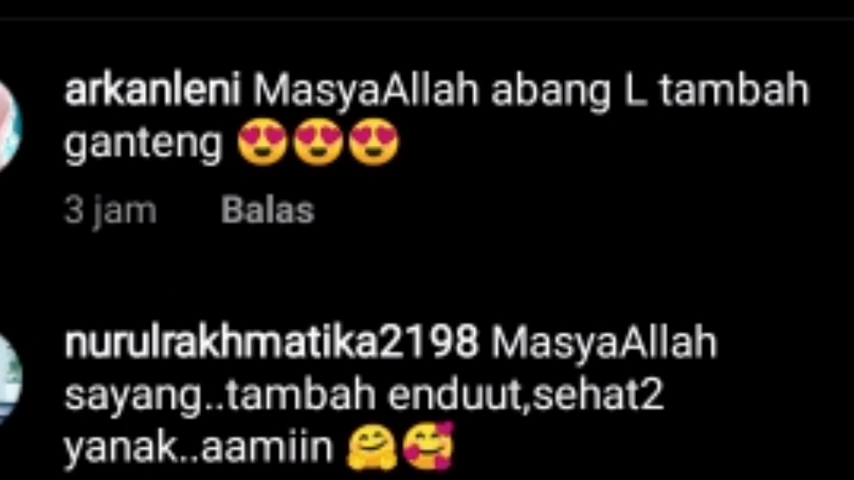 arkanleni MasyaAllah abang L tambah
ganteng 😍😍😍
3 jam Balas
nurulrakhmatika2198 MasyaAllah
sayang..tambah enduut,sehat2
yanak..aamiin 🤗🥰